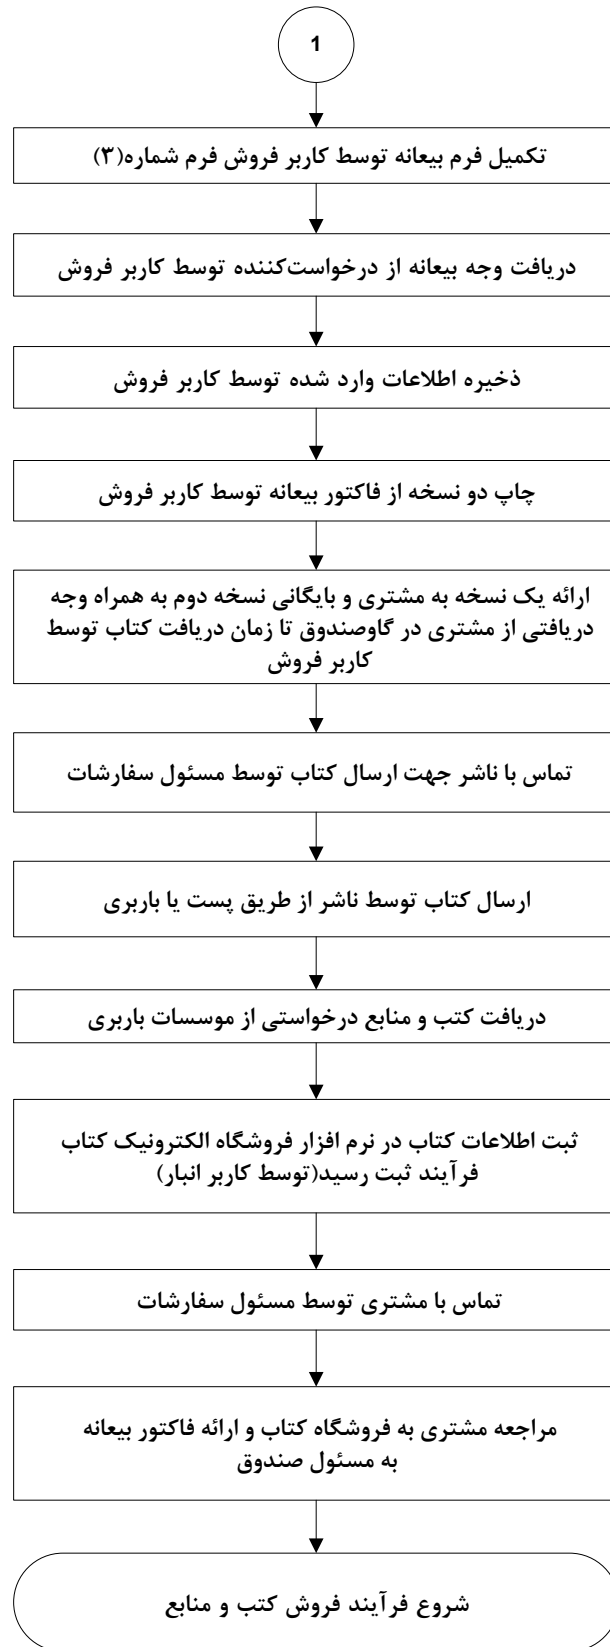 1
تکمیل فرم بیعانه توسط کاربر فروش فرم شماره(۳)
دریافت وجه بیعانه از درخواست‌کننده توسط کاربر فروش
ذخیره اطلاعات وارد شده توسط کاربر فروش
چاپ دو نسخه از فاکتور بیعانه توسط کاربر فروش
ارائه یک نسخه به مشتری و بایگانی نسخه دوم به همراه وجه
دریافتی از مشتری در گاوصندوق تا زمان دریافت کتاب توسط
کاربر فروش
تماس با ناشر جهت ارسال کتاب توسط مسئول سفارشات
ارسال کتاب توسط ناشر از طریق پست یا باربری
دریافت کتب و منابع درخواستی از موسسات باربری
ثبت اطلاعات کتاب در نرم افزار فروشگاه الکترونیک کتاب
فرآیند ثبت رسید(توسط کاربر انبار)
تماس با مشتری توسط مسئول سفارشات
مراجعه مشتری به فروشگاه کتاب و ارائه فاکتور بیعانه
به مسئول صندوق
شروع فرآیند فروش کتب و منابع